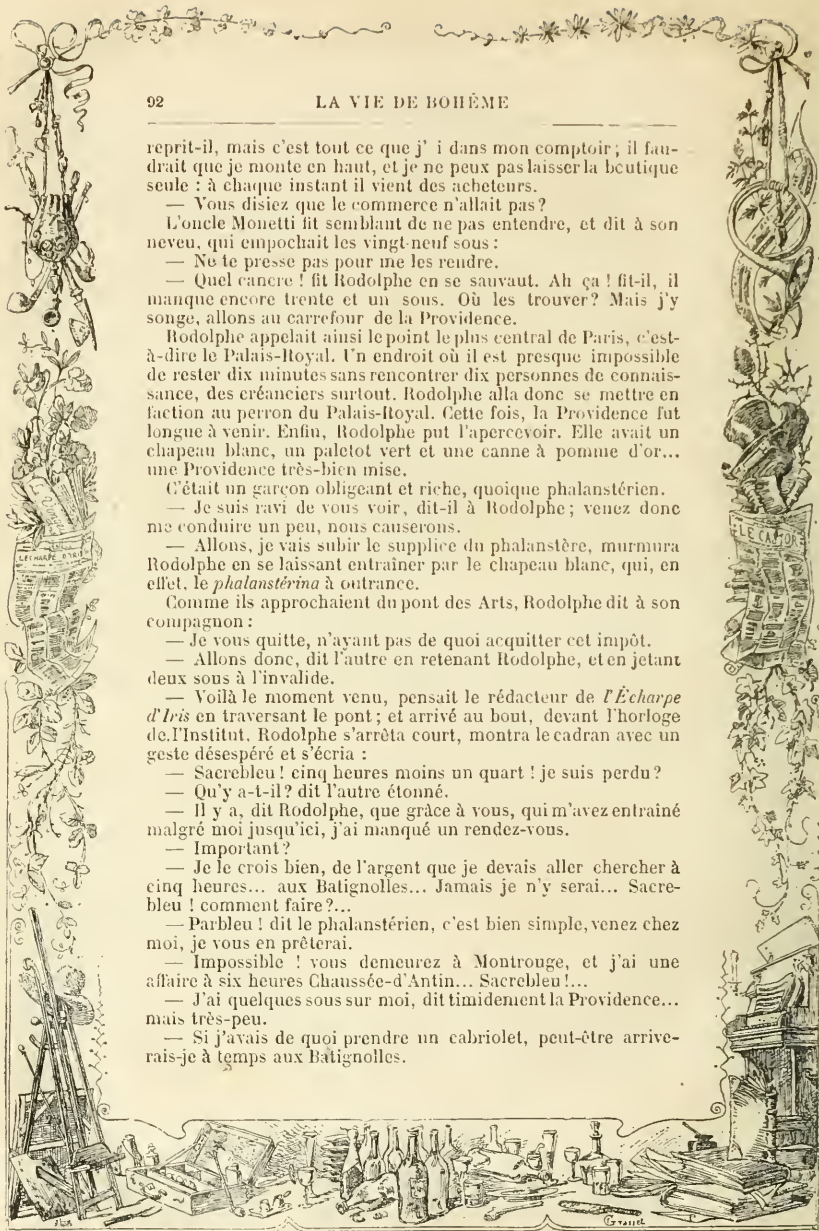 92 LA VIE DE BOHÊME
reprit-il, mais c'est tout ce que j' i dans mon comptoir ; il fau-
drait que je monte en haut, et je ne peux pas laisser la boutique
seule : à chaque instant il vient des acheteurs.
— Vous disiez que le commerce n'allait pas ?
L'oncle Monetti fit semblant de ne pas entendre, et dit à son
neveu, qui empochait les vingt-neuf sous :
— Ne te presse pas pour me les rendre.
— Quel cancre ! fit Rodolphe en se sauvant. Ah ça ! fit-il, il
manque encore trente et un sous. Où les trouver ? Mais j'y
songe, allons au carrefour de la Providence.
Rodolphe appelait ainsi le point le plus central de Paris, c'est-
à-dire le Palais-Royal. Un endroit où il est presque impossible
de rester dix minutes sans rencontrer dix personnes de connais-
sance, des créanciers surtout. Rodolphe alla donc se mettre en
faction au perron du Palais-Royal. Cette fois, la Providence fut
longue à venir. Enfin, Rodolphe put l'apercevoir. Elle avait un
chapeau blanc, un paletot vert et une canne à pomme d'or...
une Providence très-bien mise.
C'était un garçon obligeant et riche, quoique phalanstérien.
— Je suis ravi de vous voir, dit-il à Rodolphe ; venez donc
me conduire un peu, nous causerons.
— Allons, je vais subir le supplice du phalanstère, murmura
Rodolphe en se laissant entraîner par le chapeau blanc, qui, en
effet, le phalanstérina à outrance.
Comme ils approchaient du pont des Arts, Rodolphe dit à son
compagnon :
— Je vous quitte, n'ayant pas de quoi acquitter cet impôt.
— Allons donc, dit l'autre en retenant Rodolphe, et en jetant
deux sous à l'invalide.
— Voilà le moment venu, pensait le rédacteur de l'Écharpe
d'Iris en traversant le pont ; et arrivé au bout, devant l'horloge
de l'Institut, Rodolphe s'arrêta court, montra le cadran avec un
geste désespéré et s'écria :
— Sacrebleu ! cinq heures moins un quart ! je suis perdu ?
— Qu'y a-t-il ? dit l'autre étonné.
— Il y a, dit Rodolphe, que grâce à vous, qui m'avez entraîné
malgré moi jusqu'ici, j'ai manqué un rendez-vous.
— Important ?
— Je le crois bien, de l'argent que je devais aller chercher à
cinq heures... aux Batignolles... Jamais je n'y serai... Sacre-
bleu ! comment faire ?...
— Parbleu ! dit le phalanstérien, c'est bien simple, venez chez
moi, je vous en prêterai.
— Impossible ! vous demeurez à Montrouge, et j'ai une
affaire à six heures Chaussée-d'Antin... Sacrebleu !...
— J'ai quelques sous sur moi, dit timidement la Providence...
mais très-peu.
— Si j'avais de quoi prendre un cabriolet, peut-être arrive-
rais-je à temps aux Batignolles.
L'ECHARPE D'IRIS
LE CASTOR
Grasset